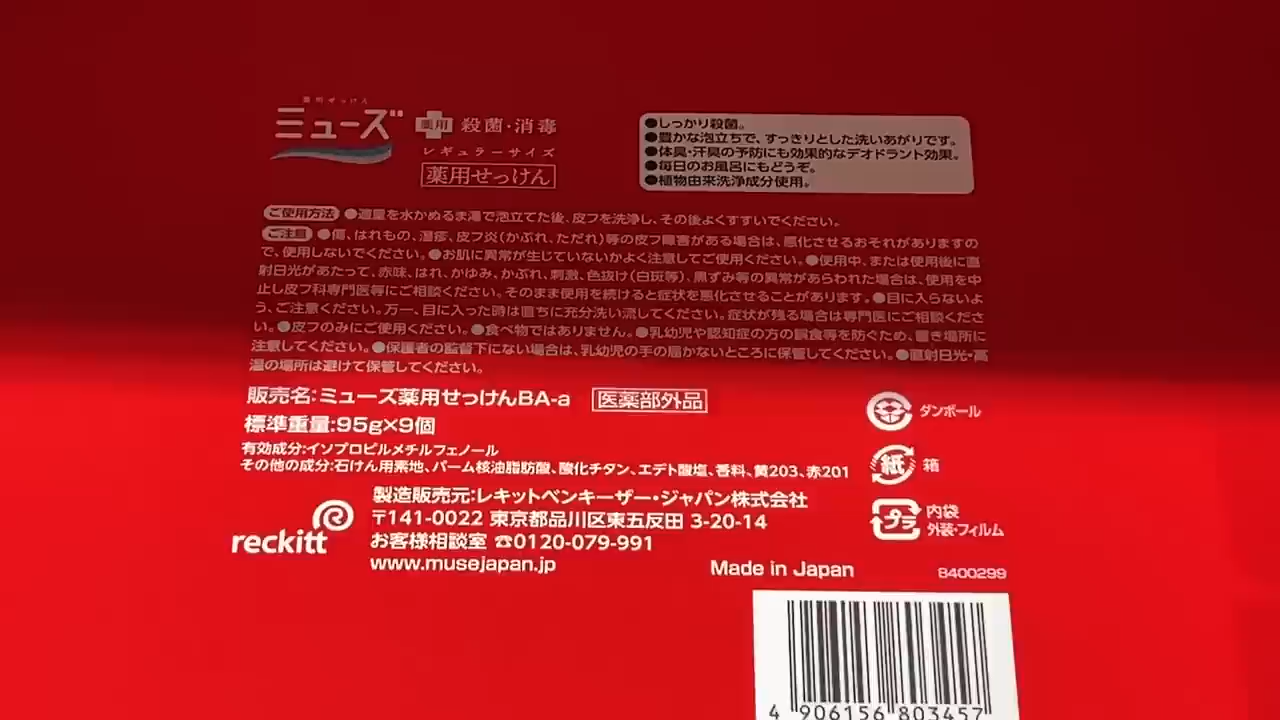 薬用せっけん
ミューズ
薬用 殺菌・消毒
レギュラーサイズ
薬用せっけん
●しっかり殺菌。
●豊かな泡立ちで、すっきりとした洗いあがりです。
●体臭・汗臭の予防にも効果的なデオドラント効果。
●毎日のお風呂にもどうぞ。
●植物由来洗浄成分使用。
ご使用方法 ●適量を水かぬるま湯で泡立てた後、皮フを洗浄し、その後よくすすいでください。
ご注意 ●傷、はれもの、湿疹、皮フ炎(かぶれ、ただれ)等の皮フ障害がある場合は、悪化させるおそれがありますの
で、使用しないでください。●お肌に異常が生じていないかよく注意してご使用ください。●使用中、または使用後に直
射日光があたって、赤味、はれ、かゆみ、かぶれ、刺激、色抜け(白斑等)、黒ずみ等の異常があらわれた場合は、使用を中
止し皮フ科専門医等にご相談ください。そのまま使用を続けると症状を悪化させることがあります。●目に入らないよ
う、ご注意ください。万一、目に入った時は直ちに充分洗い流してください。症状が残る場合は専門医にご相談くださ
い。●皮フのみにご使用ください。●食べ物ではありません。●乳幼児や認知症の方の誤食等を防ぐため、置き場所に
注意してください。●保護者の監督下にない場合は、乳幼児の手の届かないところに保管してください。●直射日光・高
温の場所は避けて保管してください。
販売名:ミューズ薬用せっけんBA-a 医薬部外品
標準重量:95g×9個
有効成分:イソプロピルメチルフェノール
その他の成分:石けん用素地、パーム核油脂肪酸、酸化チタン、エデト酸塩、香料、黄203、赤201
ダンボール
紙 箱
プラ 内袋
外装・フィルム
reckitt
製造販売元:レキットベンキーザー・ジャパン株式会社
〒141-0022 東京都品川区東五反田 3-20-14
お客様相談室 ☎0120-079-991
www.musejapan.jp
Made in Japan
8400299
4 906156 803457